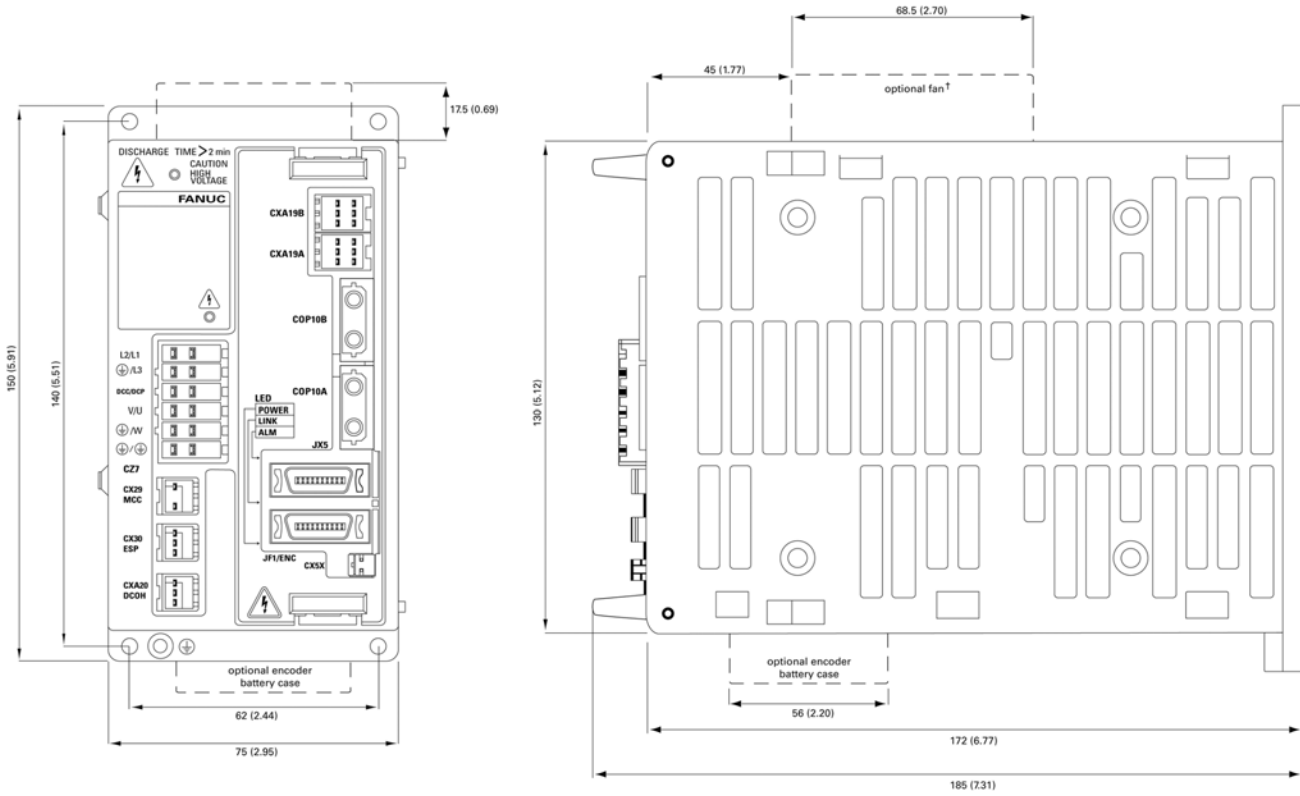 68.5 (2.70)
45 (1.77)
optional fan†
17.5 (0.69)
DISCHARGE TIME > 2 min
CAUTION
HIGH
VOLTAGE
FANUC
CXA19B
CXA19A
COP10B
COP10A
150 (5.91)
140 (5.51)
130 (5.12)
L2/L1
/L3
DCC/DCP
V/U
/W
/
CZ7
LED
POWER
LINK
ALM
JX5
CX29
MCC
CX30
ESP
JF1/ENC
CX5X
CXA20
DCOH
optional encoder
battery case
62 (2.44)
75 (2.95)
optional encoder
battery case
56 (2.20)
172 (6.77)
185 (7.31)